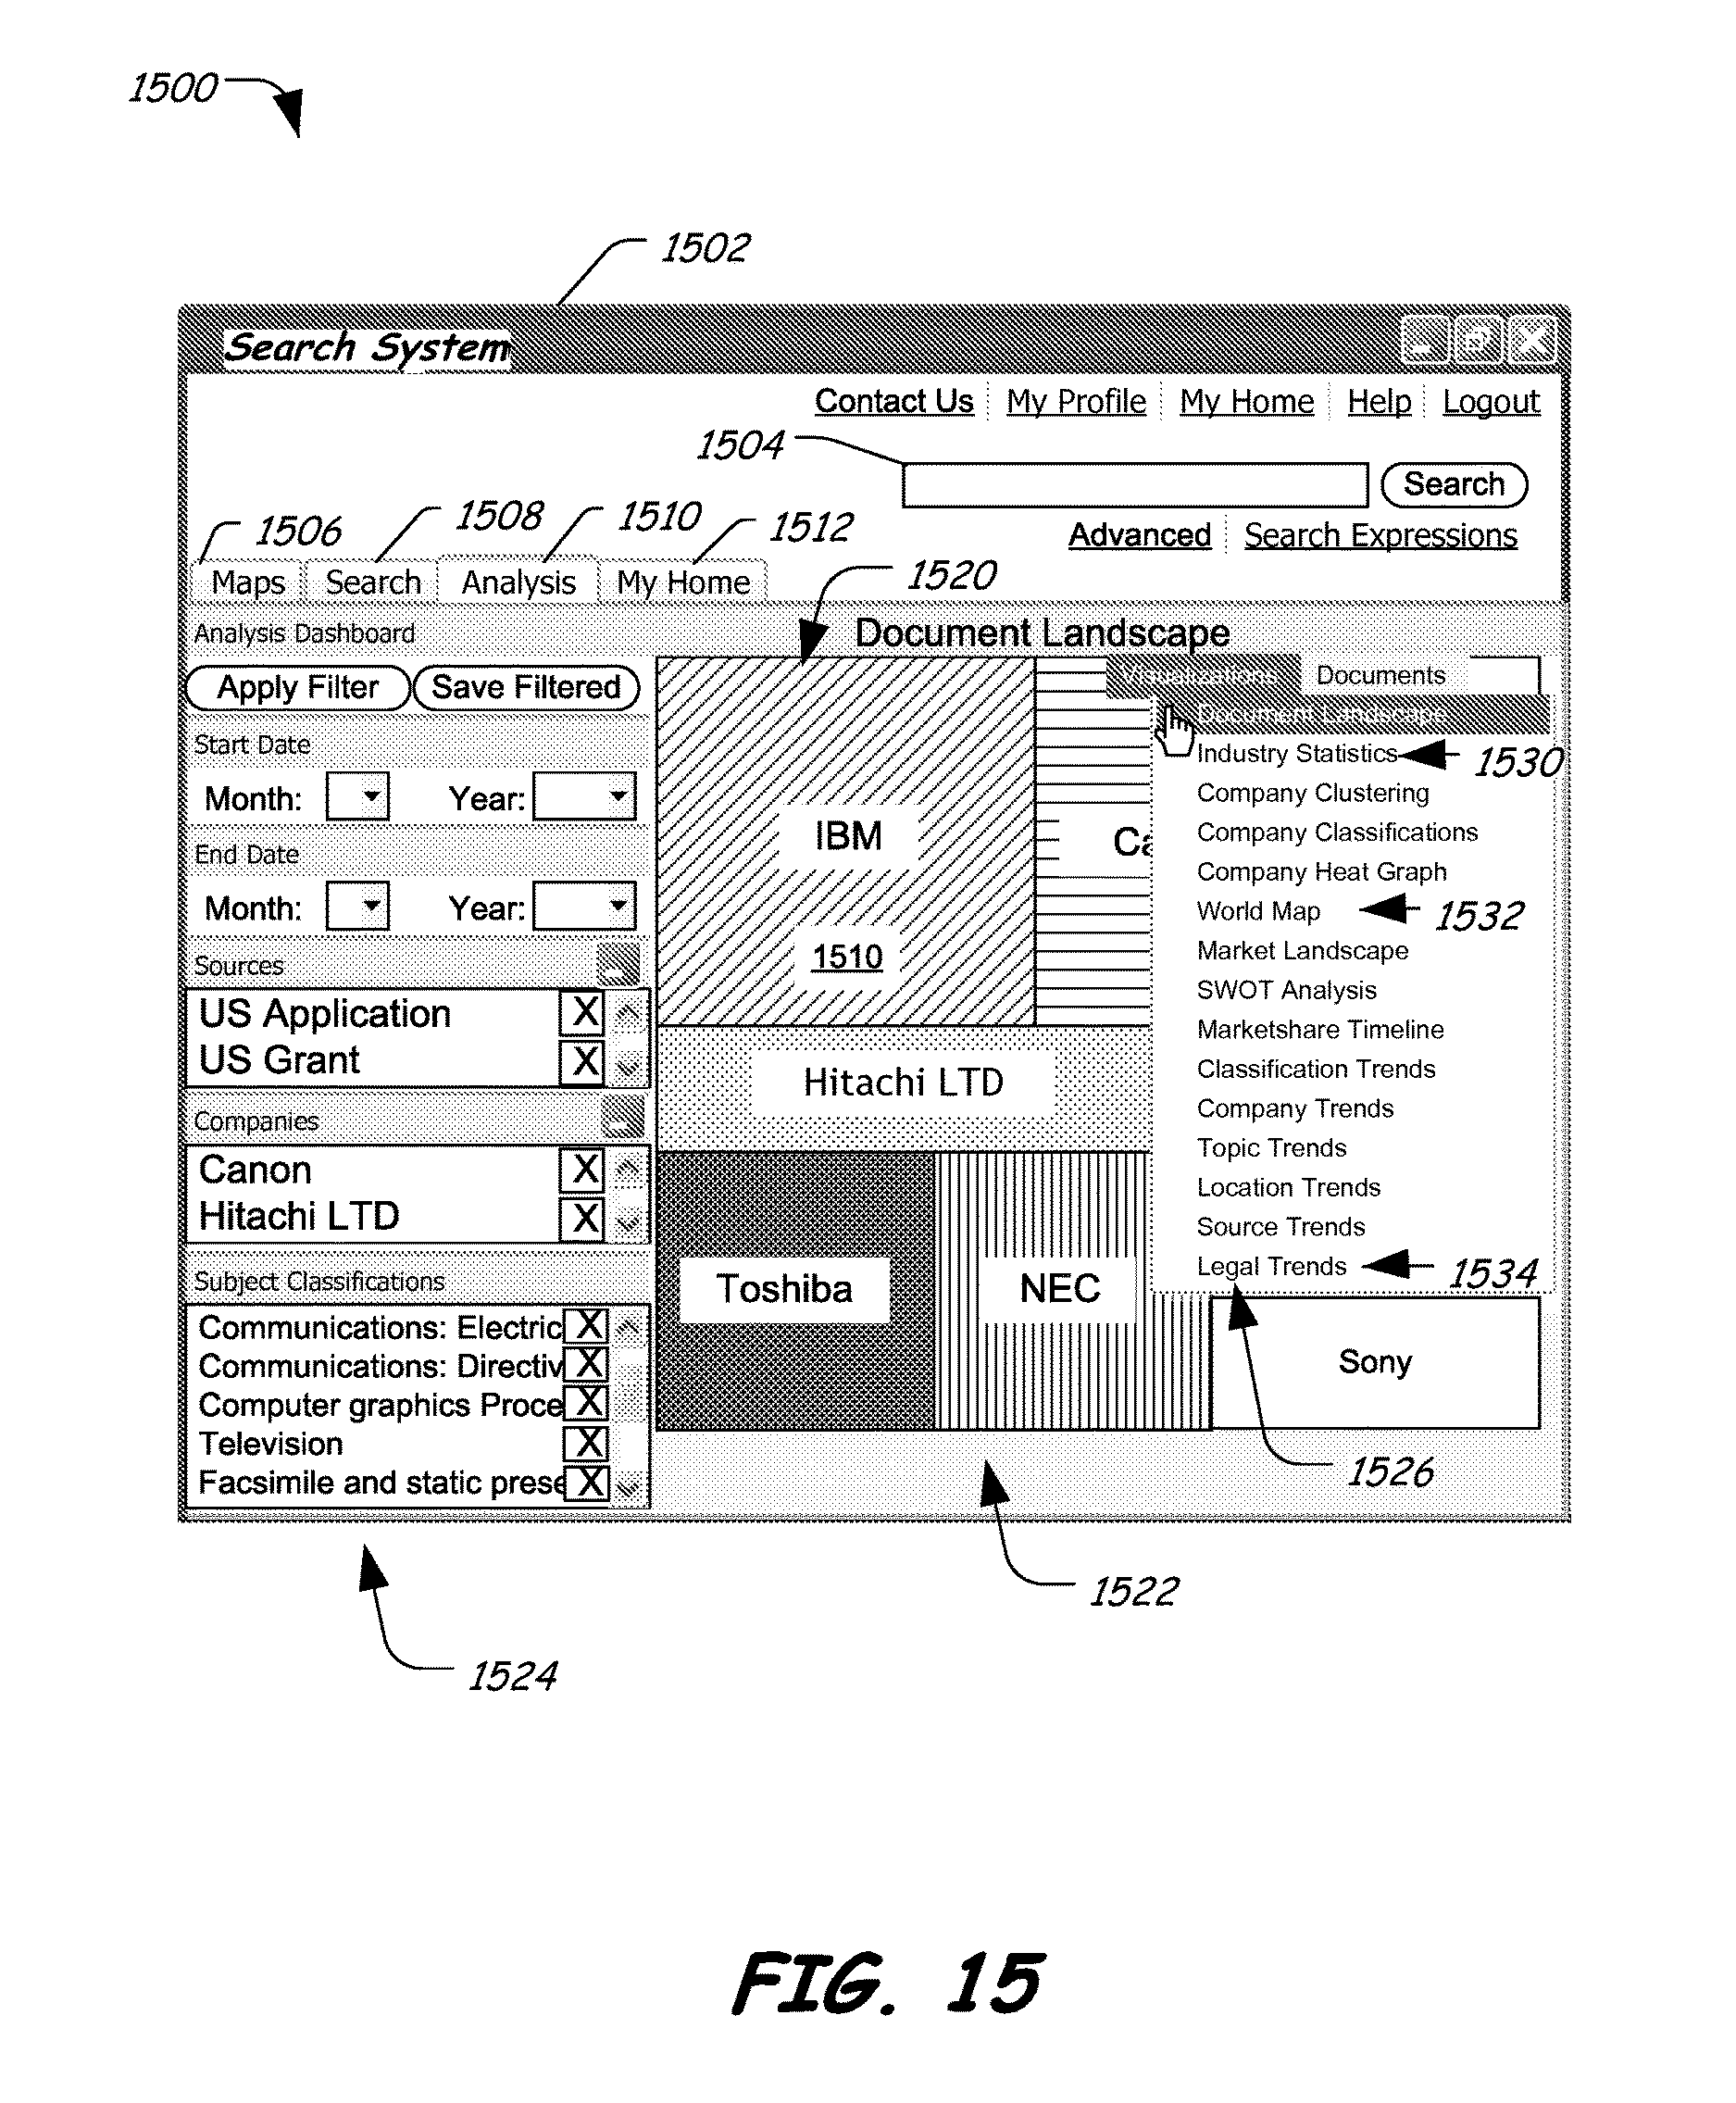 1500
1502
Search System
Contact Us My Profile My Home Help Logout
1504
Search
1506 1508 1510 1512
Advanced Search Expressions
Maps Search Analysis My Home
1520
Analysis Dashboard
Document Landscape
Apply Filter Save Filtered
Visualizations Documents
Document Landscape
Start Date
Industry Statistics 1530
Month: Year:
Company Clustering
IBM
Ca
Company Classifications
End Date
Company Heat Graph
Month: Year:
World Map 1532
1510
Market Landscape
Sources
SWOT Analysis
US Application X
Marketshare Timeline
US Grant X
Hitachi LTD
Classification Trends
Companies
Company Trends
Topic Trends
Canon X
Location Trends
Hitachi LTD X
Source Trends
Toshiba
NEC
Legal Trends 1534
Subject Classifications
Communications: Electric X
Communications: Directiv X
Sony
Computer graphics Proce X
Television X
Facsimile and static prese X
1526
1522
1524
FIG. 15